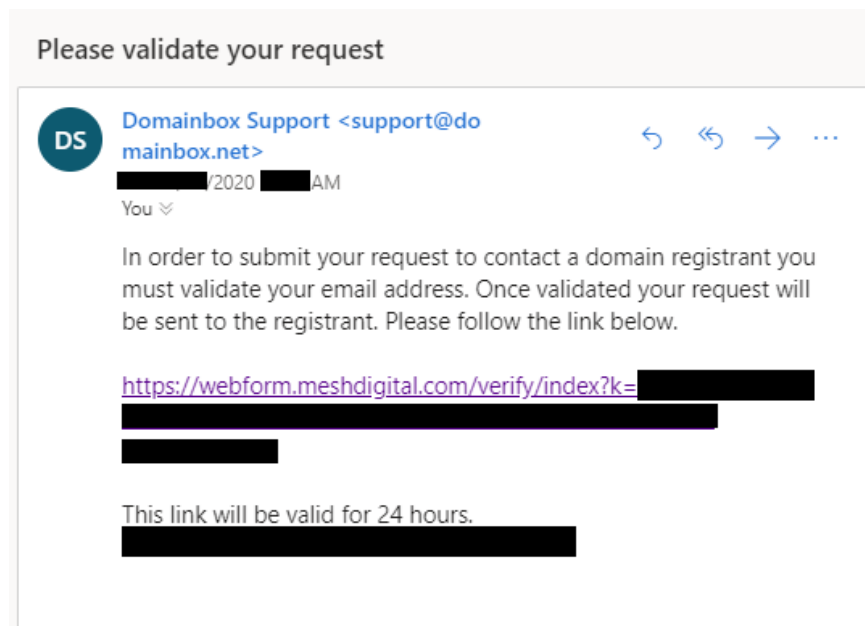 Please validate your request
DS
Domainbox Support <support@do
mainbox.net>
/2020 AM
You
In order to submit your request to contact a domain registrant you
must validate your email address. Once validated your request will
be sent to the registrant. Please follow the link below.
https://webform.meshdigital.com/verify/index?k=
This link will be valid for 24 hours.